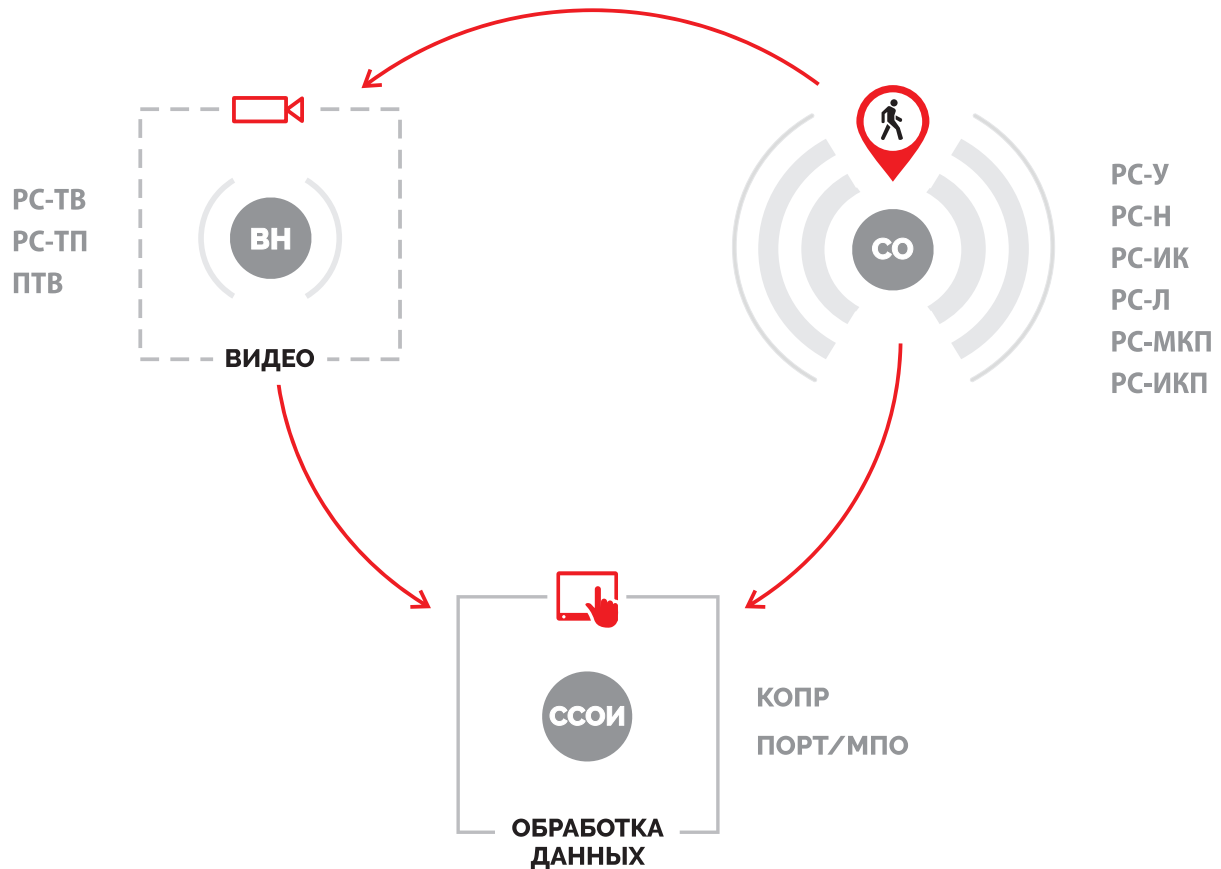 РС-ТВ
РС-ТП
ПТВ
ВН
ВИДЕО
СО
РС-У
РС-Н
РС-ИК
РС-Л
РС-МКП
РС-ИКП
ССОИ
КОПР
ПОРТ/МПО
ОБРАБОТКА
ДАННЫХ